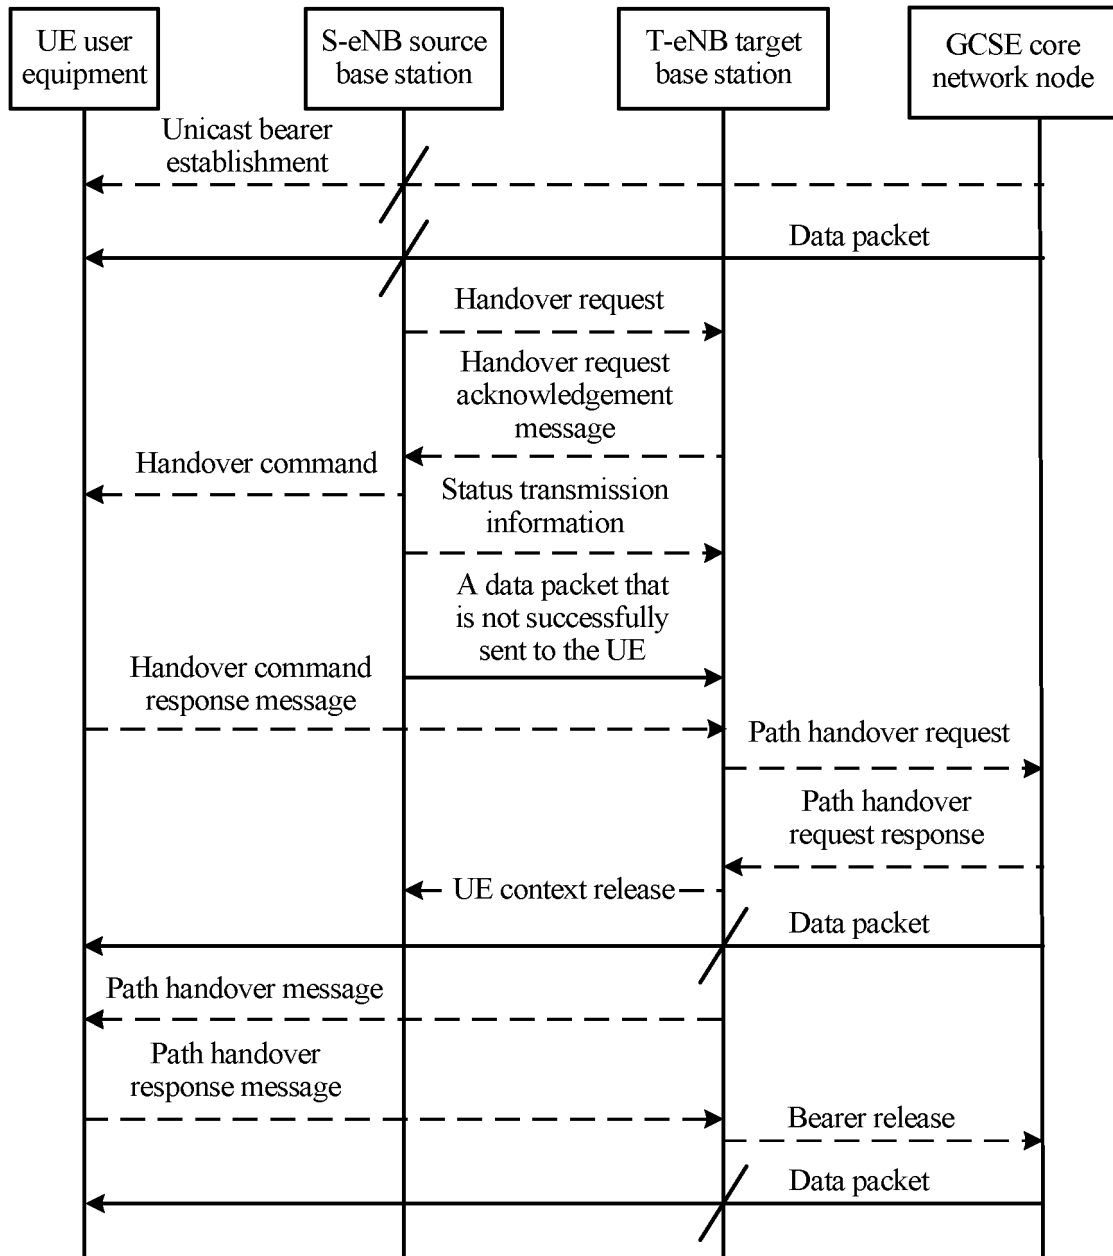 UE user
equipment
S-eNB source
base station
T-eNB target
base station
GCSE core
network node
Unicast bearer
establishment
Data packet
Handover request
Handover request
acknowledgement
message
Handover command
Status transmission
information
A data packet that
is not successfully
sent to the UE
Handover command
response message
Path handover request
Path handover
request response
UE context release
Data packet
Path handover message
Path handover
response message
Bearer release
Data packet